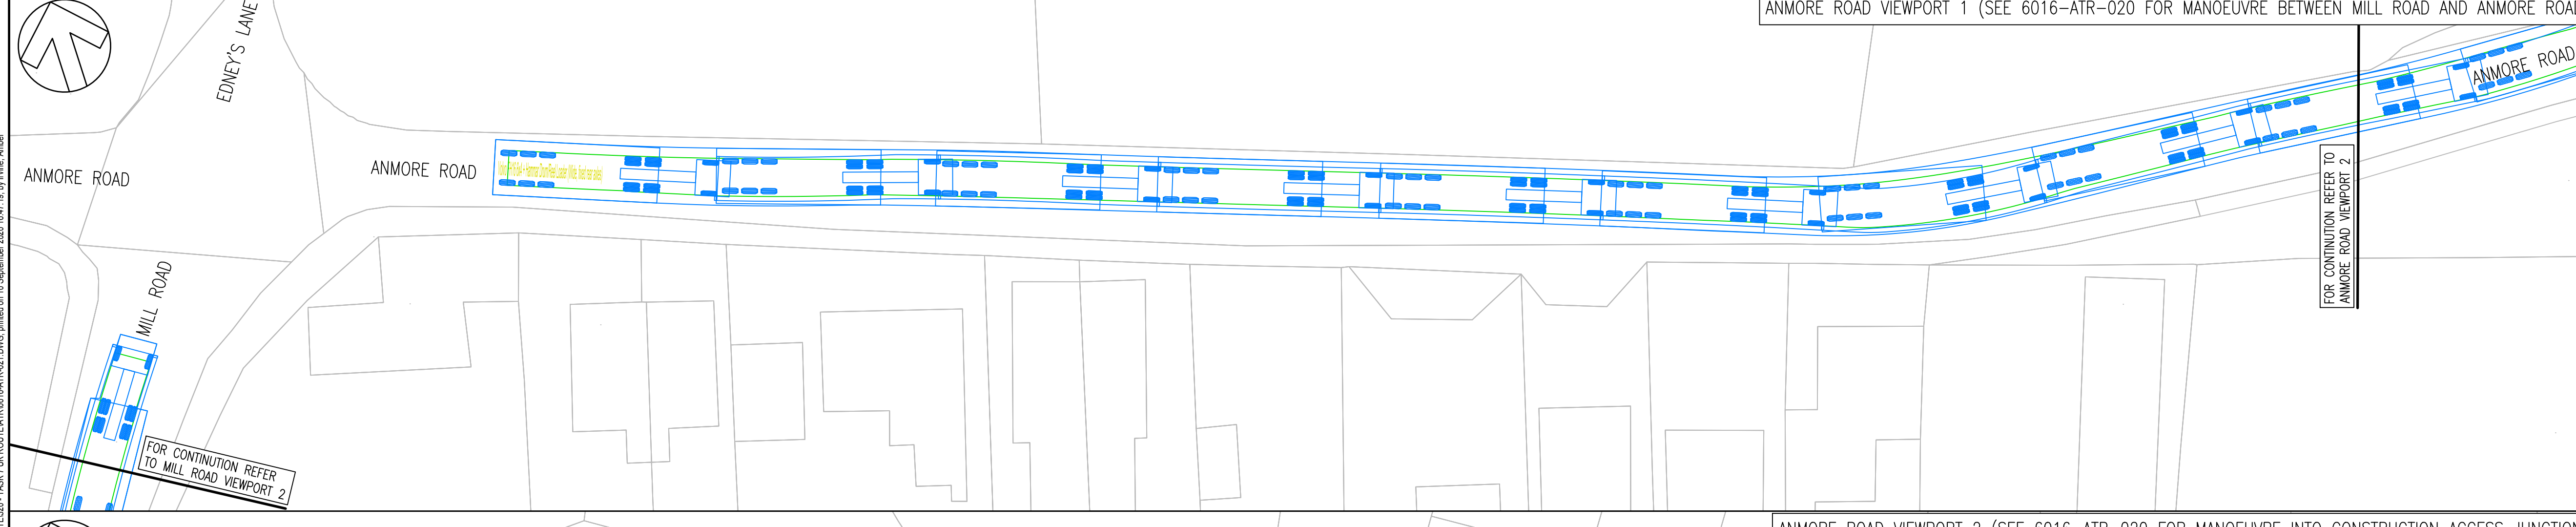 ANMORE ROAD VIEWPORT 1 (SEE 6016-ATR-020 FOR MANOEUVRE BETWEEN MILL ROAD AND ANMORE ROAD
EDNEY'S LANE
ANMORE ROAD
ANMORE ROAD
ANMORE ROAD
MILL ROAD
FOR CONTINUTION REFER TO
ANMORE ROAD VIEWPORT 2
FOR CONTINUTION REFER
TO MILL ROAD VIEWPORT 2
ANMORE ROAD VIEWPORT 2 (SEE 6016-ATR-020 FOR MANOEUVRE INTO CONSTRUCTION ACCESS JUNCTION